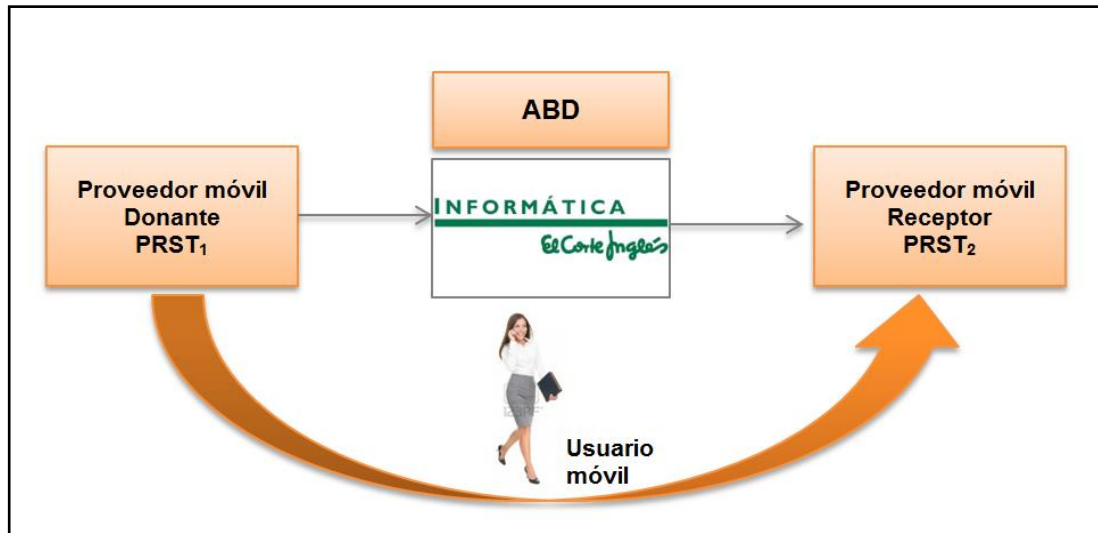 ABD
Proveedor móvil
Donante
PRST₁
INFORMÁTICA
El Corte Inglés
Proveedor móvil
Receptor
PRST₂
Usuario
móvil